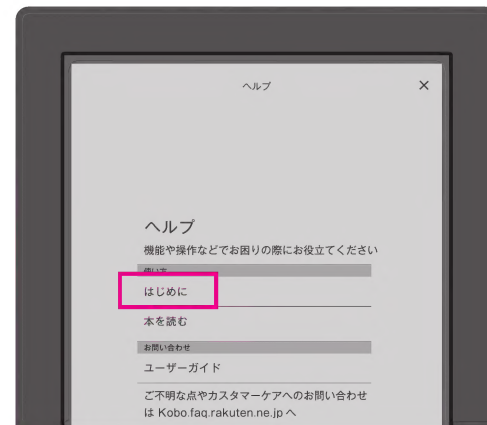 ヘルプ ×
ヘルプ
機能や操作などでお困りの際にお役立てください
使い方
はじめに
本を読む
お問い合わせ
ユーザーガイド
ご不明な点やカスタマーケアへのお問い合わせ
は Kobo.faq.rakuten.ne.jp へ